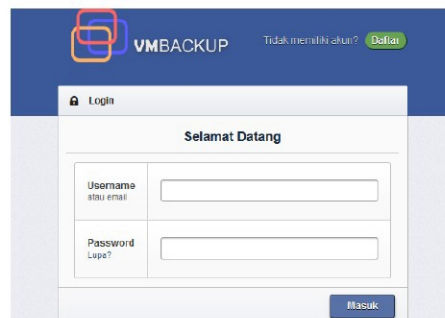 VMBACKUP
Tidak memiliki akun? Daftar
Login
Selamat Datang
Username
atau email
Password
Lupa?
Masuk